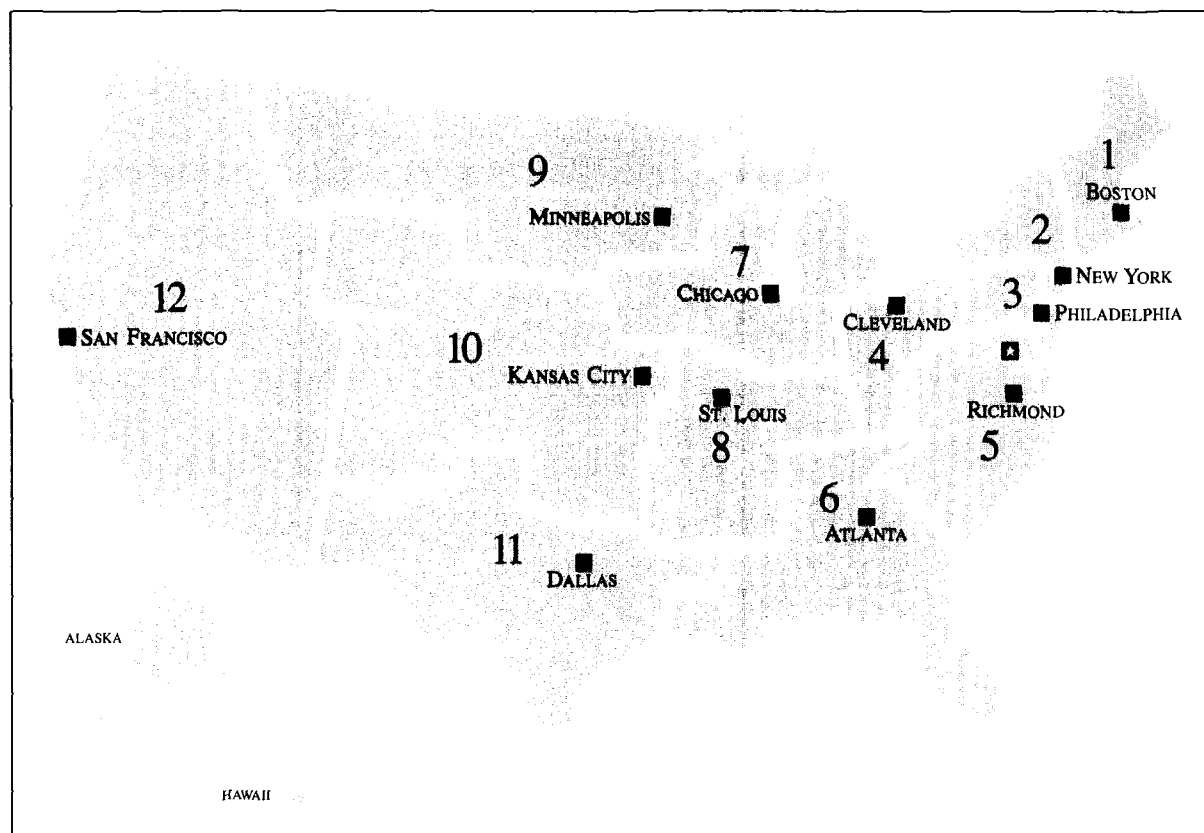 1
BOSTON
9
MINNEAPOLIS
2
7
NEW YORK
12
CHICAGO
3
CLEVELAND
PHILADELPHIA
SAN FRANCISCO
10
4
KANSAS CITY
RICHMOND
ST. LOUIS
8
5
6
ATLANTA
11
DALLAS
ALASKA
HAWAII